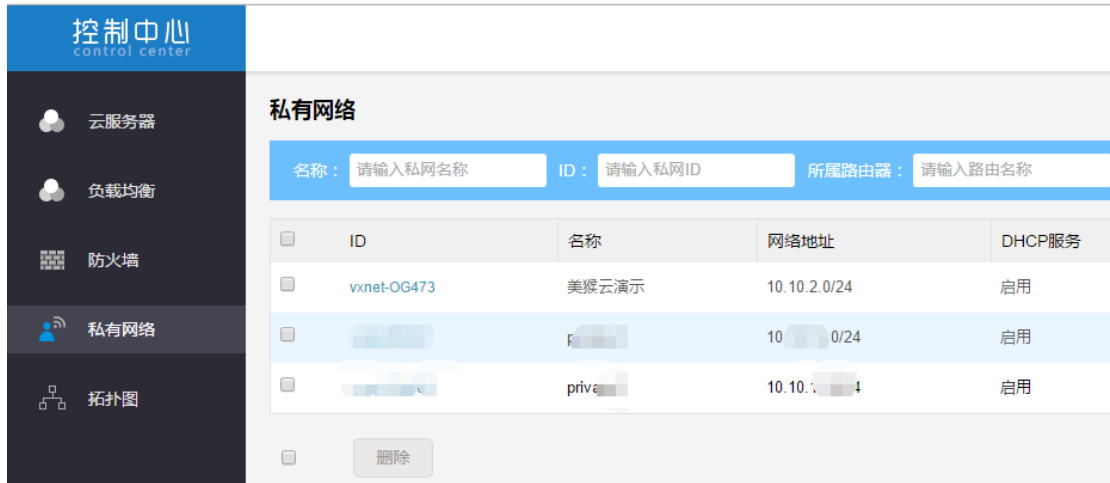 控制中心
control center
云服务器
负载均衡
防火墙
私有网络
拓扑图
私有网络
名称： 请输入私网名称 ID： 请输入私网ID 所属路由器： 请输入路由名称
ID 名称 网络地址 DHCP服务
vxnet-OG473 美猴云演示 10.10.2.0/24 启用
10 0/24 启用
priva 10.10. 启用
删除